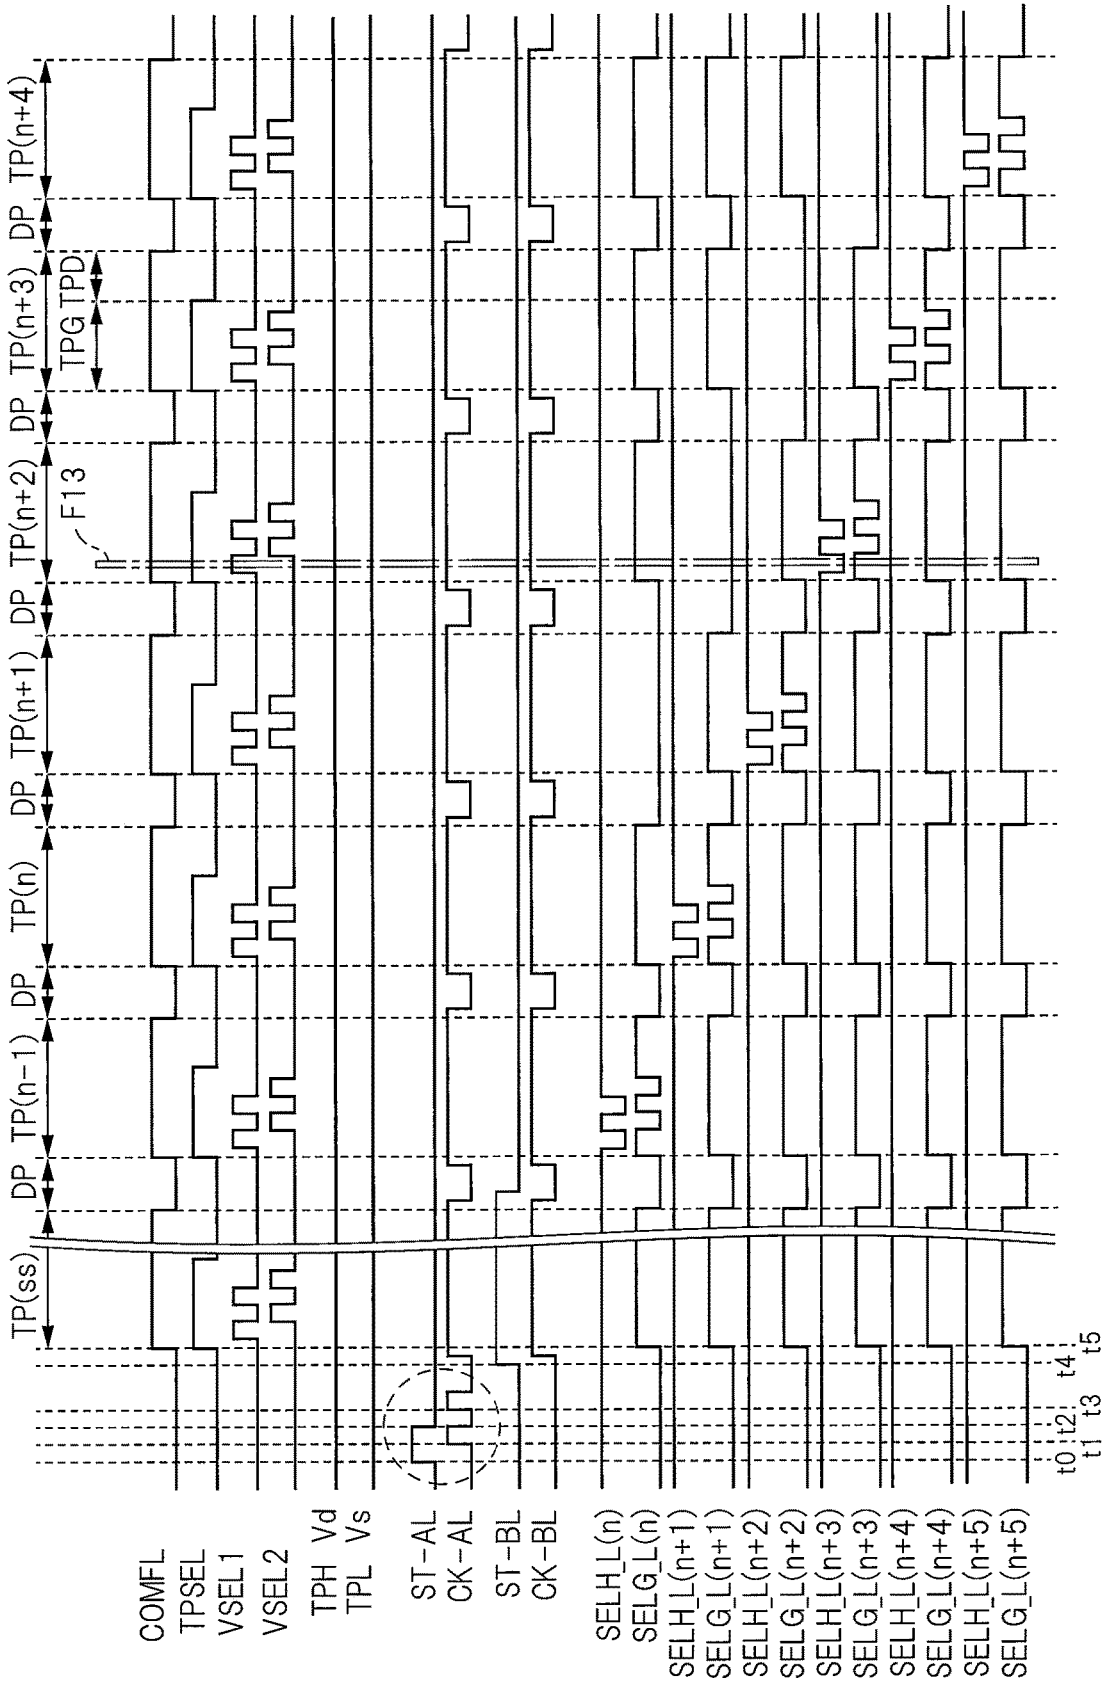 TP(ss)
DP
TP(n-1)
DP
TP(n)
DP
TP(n+1)
DP
TP(n+2)
DP
TP(n+3)
DP
TP(n+4)
TPG
TPD
F13
COMFL
TPSEL
VSEL1
VSEL2
TPH Vd
TPL Vs
ST-AL
CK-AL
ST-BL
CK-BL
SELH_L(n)
SELG_L(n)
SELH_L(n+1)
SELG_L(n+1)
SELH_L(n+2)
SELG_L(n+2)
SELH_L(n+3)
SELG_L(n+3)
SELH_L(n+4)
SELG_L(n+4)
SELH_L(n+5)
SELG_L(n+5)
t0 t2 t4
t1 t3 t5